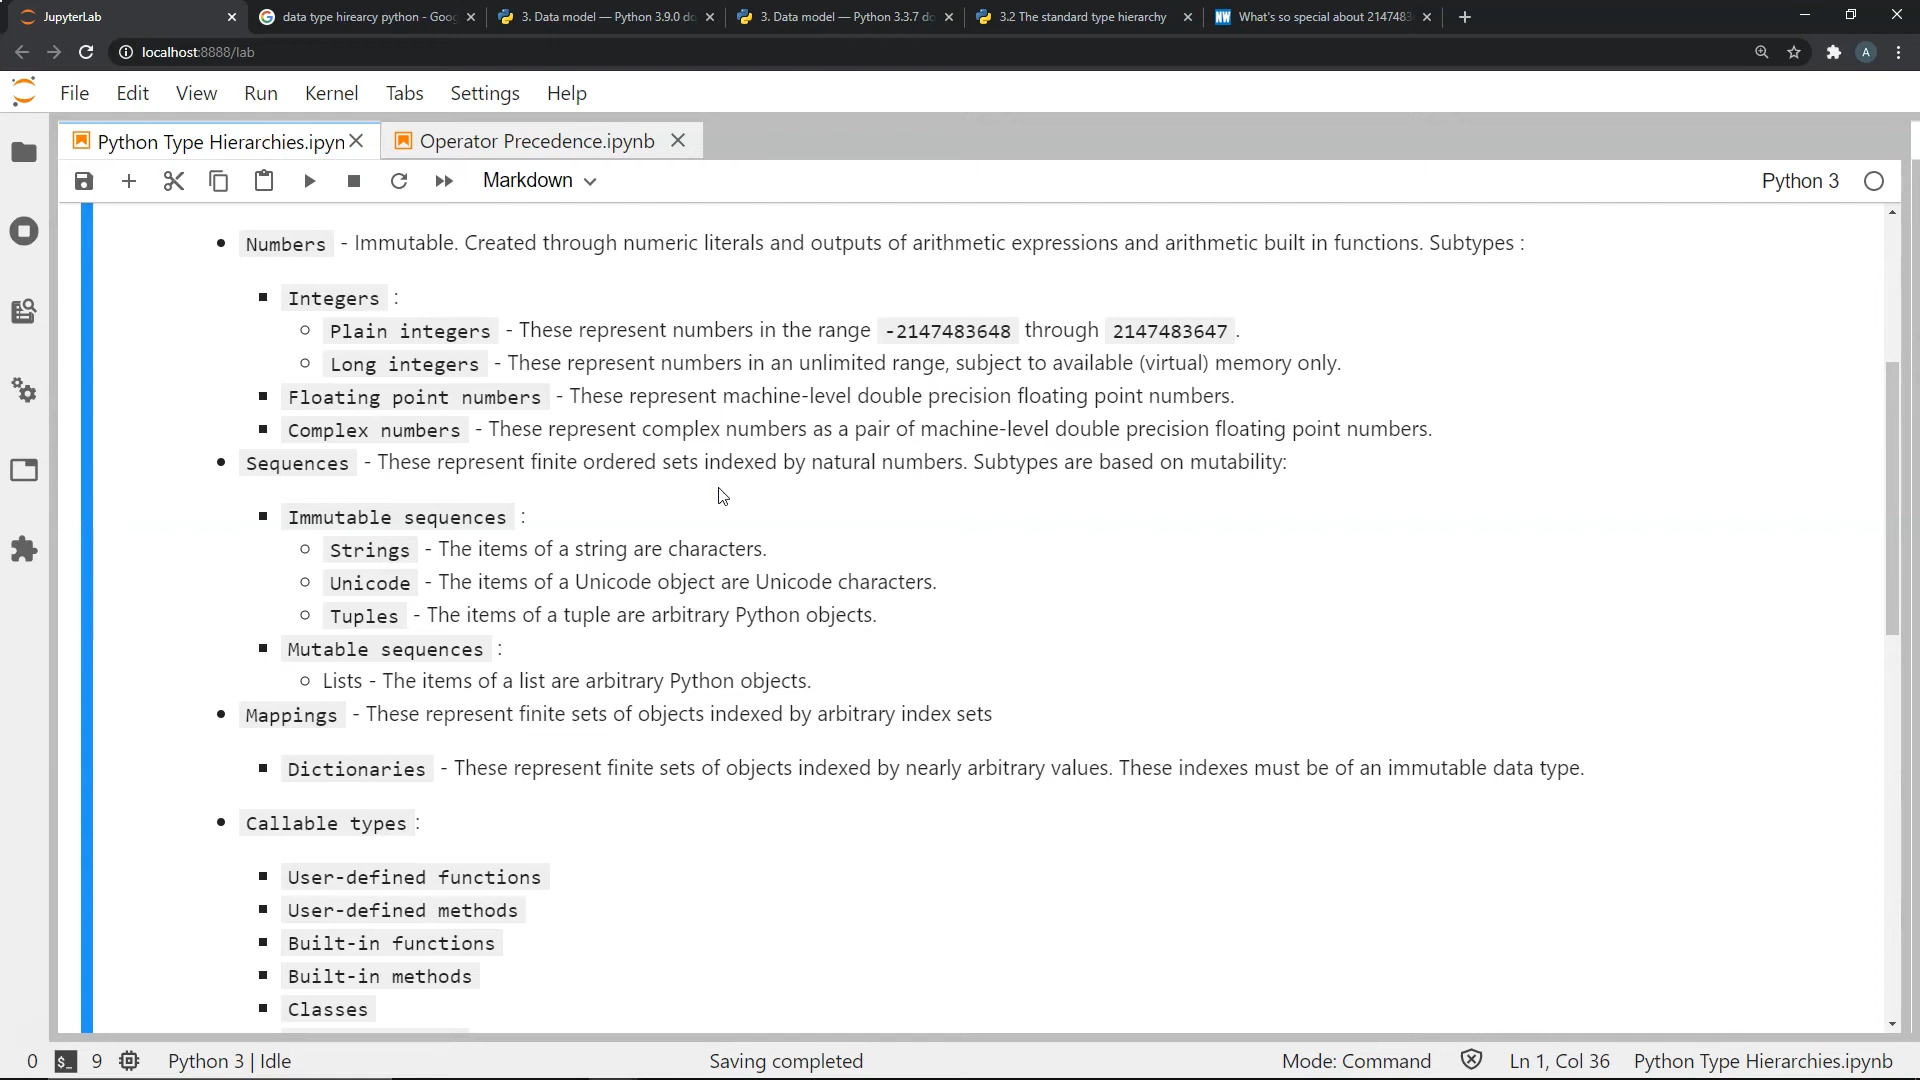 JupyterLab
data type hirearcy python - Goog
3. Data model — Python 3.9.0 do
3. Data model — Python 3.3.7 do
3.2 The standard type hierarchy
NW What's so special about 2147483
localhost:8888/lab
A
File Edit View Run Kernel Tabs Settings Help
Python Type Hierarchies.ipyn
Operator Precedence.ipynb
Markdown
Python 3
Numbers - Immutable. Created through numeric literals and outputs of arithmetic expressions and arithmetic built in functions. Subtypes :
Integers :
Plain integers - These represent numbers in the range -2147483648 through 2147483647 .
Long integers - These represent numbers in an unlimited range, subject to available (virtual) memory only.
Floating point numbers - These represent machine-level double precision floating point numbers.
Complex numbers - These represent complex numbers as a pair of machine-level double precision floating point numbers.
Sequences - These represent finite ordered sets indexed by natural numbers. Subtypes are based on mutability:
Immutable sequences :
Strings - The items of a string are characters.
Unicode - The items of a Unicode object are Unicode characters.
Tuples - The items of a tuple are arbitrary Python objects.
Mutable sequences :
Lists - The items of a list are arbitrary Python objects.
Mappings - These represent finite sets of objects indexed by arbitrary index sets
Dictionaries - These represent finite sets of objects indexed by nearly arbitrary values. These indexes must be of an immutable data type.
Callable types :
User-defined functions
User-defined methods
Built-in functions
Built-in methods
Classes
0 9 Python 3 | Idle Saving completed Mode: Command Ln 1, Col 36 Python Type Hierarchies.ipynb